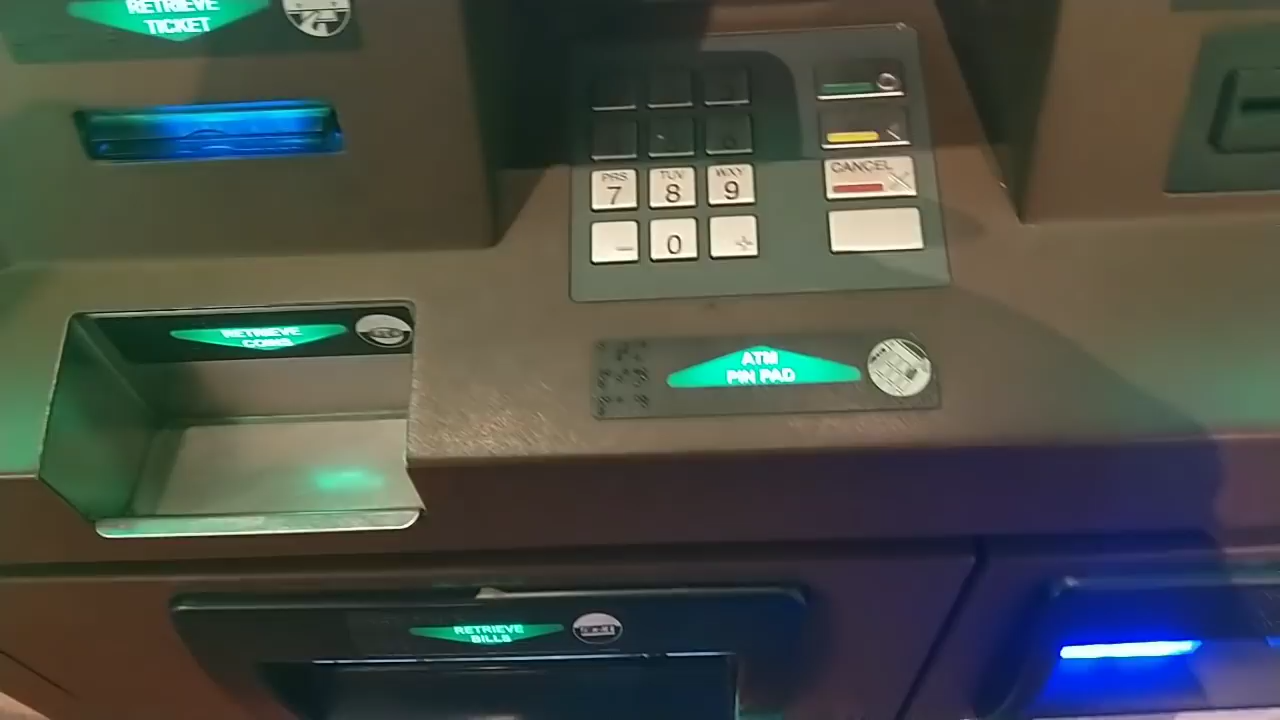 RETRIEVE
TICKET
CANCEL
PRS
TUV
WXY
7
8
9
-
0
+
RETRIEVE
COINS
ATM
PIN PAD
RETRIEVE
BILLS